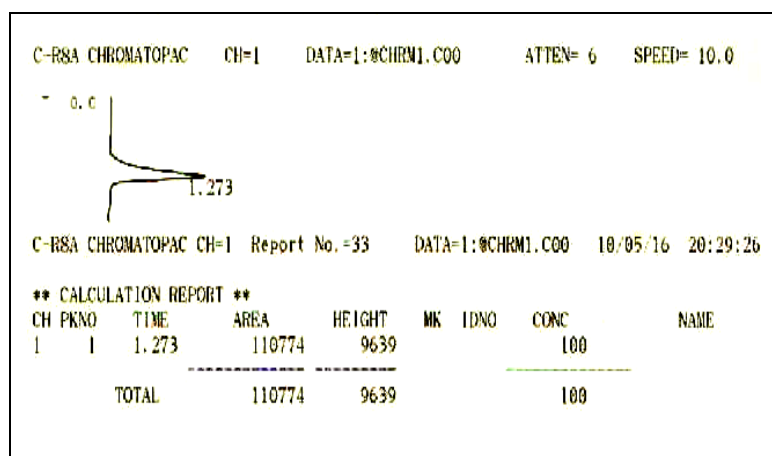 C-R8A CHROMATOPAC CH=1 DATA=1:@CHRM1.C00 ATTEN= 6 SPEED= 10.0
0.0
1.273
C-R8A CHROMATOPAC CH=1 Report No.=33 DATA=1:@CHRM1.C00 10/05/16 20:29:26
** CALCULATION REPORT **
CH PKNO TIME AREA HEIGHT MK IDNO CONC NAME
1 1 1.273 110774 9639 100
TOTAL 110774 9639 100